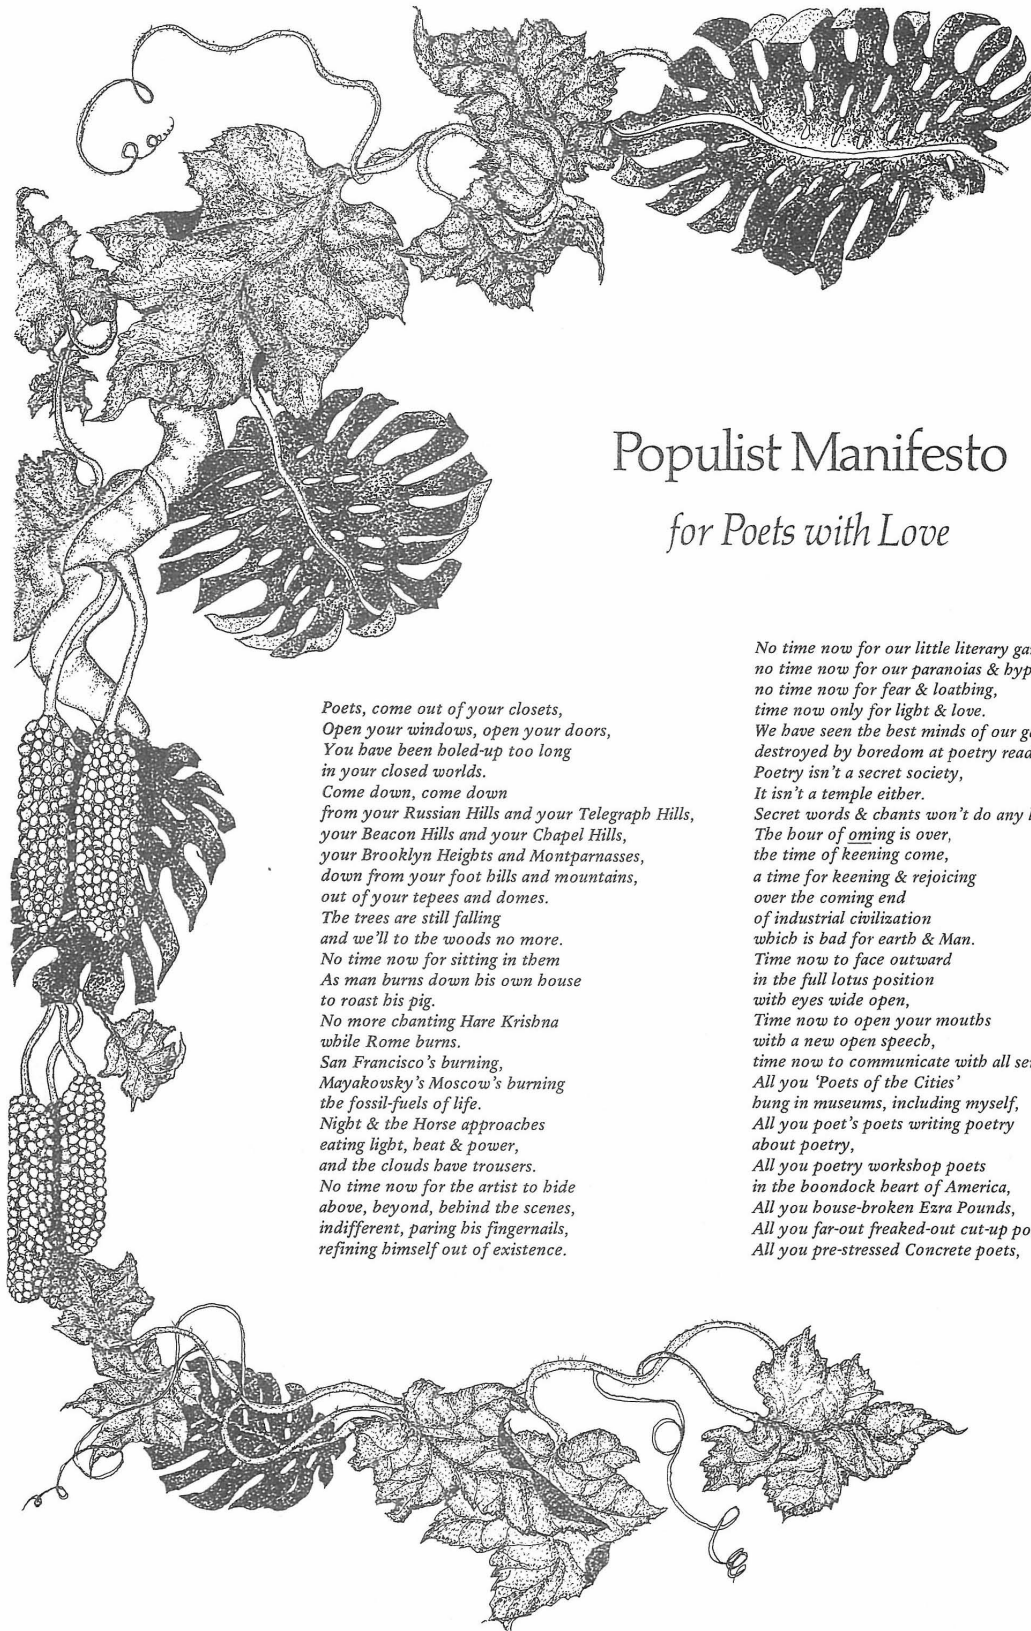 Populist Manifesto
for Poets with Love
Poets, come out of your closets,
Open your windows, open your doors,
You have been holed-up too long
in your closed worlds.
Come down, come down
from your Russian Hills and your Telegraph Hills,
your Beacon Hills and your Chapel Hills,
your Brooklyn Heights and Montparnasses,
down from your foot hills and mountains,
out of your tepees and domes.
The trees are still falling
and we'll to the woods no more.
No time now for sitting in them
As man burns down his own house
to roast his pig.
No more chanting Hare Krishna
while Rome burns.
San Francisco's burning,
Mayakovsky's Moscow's burning
the fossil-fuels of life.
Night & the Horse approaches
eating light, heat & power,
and the clouds have trousers.
No time now for the artist to hide
above, beyond, behind the scenes,
indifferent, paring his fingernails,
refining himself out of existence.
No time now for our little literary
no time now for our paranoias &
no time now for fear & loathing,
time now only for light & love.
We have seen the best minds of our
destroyed by boredom at poetry
Poetry isn't a secret society,
It isn't a temple either.
Secret words & chants won't do any
The hour of oming is over,
the time of keening come,
a time for keening & rejoicing
over the coming end
of industrial civilization
which is bad for earth & Man.
Time now to face outward
in the full lotus position
with eyes wide open,
Time now to open your mouths
with a new open speech,
time now to communicate with all
All you 'Poets of the Cities'
hung in museums, including myself,
All you poet's poets writing poetry
about poetry,
All you poetry workshop poets
in the boondock heart of America,
All you house-broken Ezra Pounds,
All you far-out freaked-out cut-up
All you pre-stressed Concrete poets,